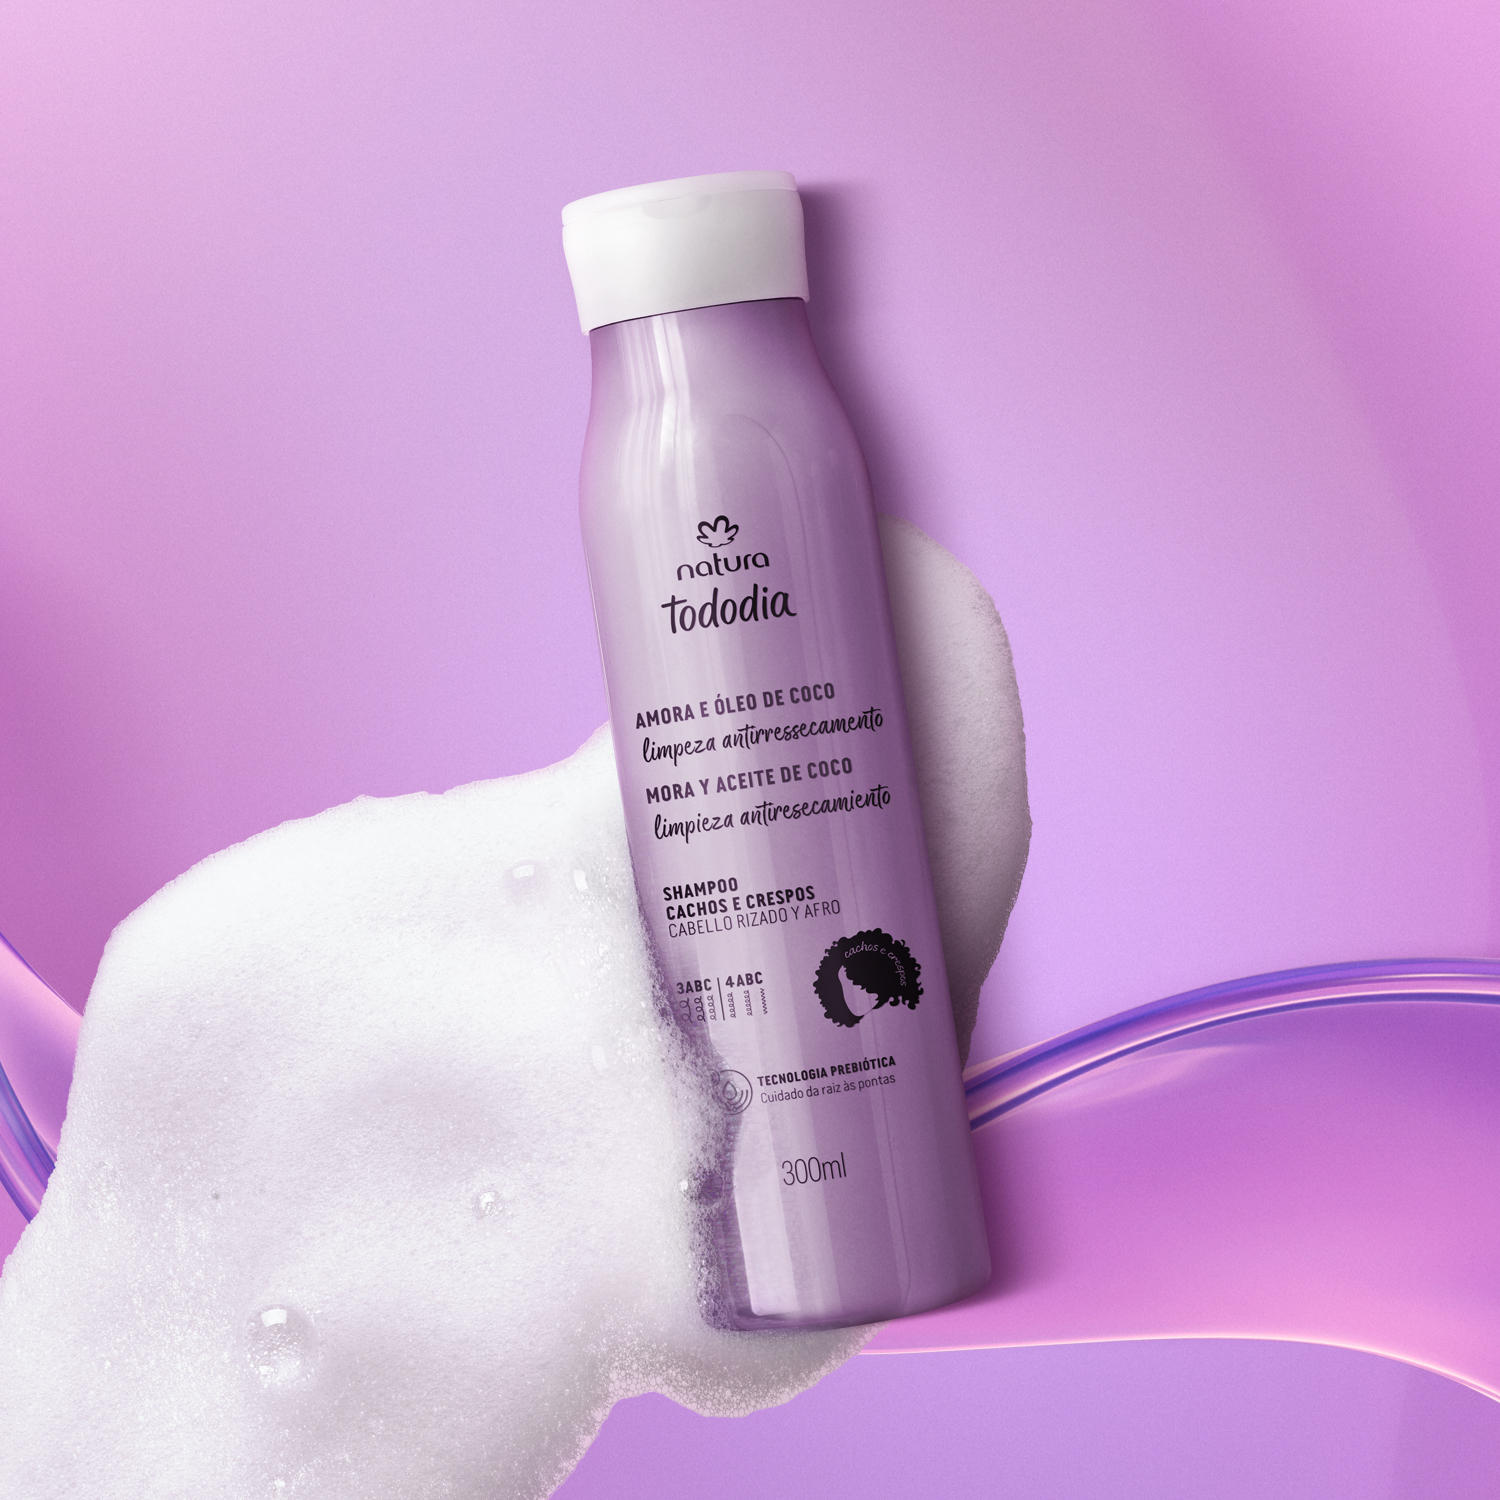 natura
tododia
AMORA E ÓLEO DE COCO
limpeza antirressecamento
MORA Y ACEITE DE COCO
limpieza antiresecamiento
SHAMPOO
CACHOS E CRESPOS
CABELLO RIZADO Y AFRO
3ABC | 4ABC
cachos e crespos
TECNOLOGIA PREBIÓTICA
Cuidado da raiz às pontas
300ml